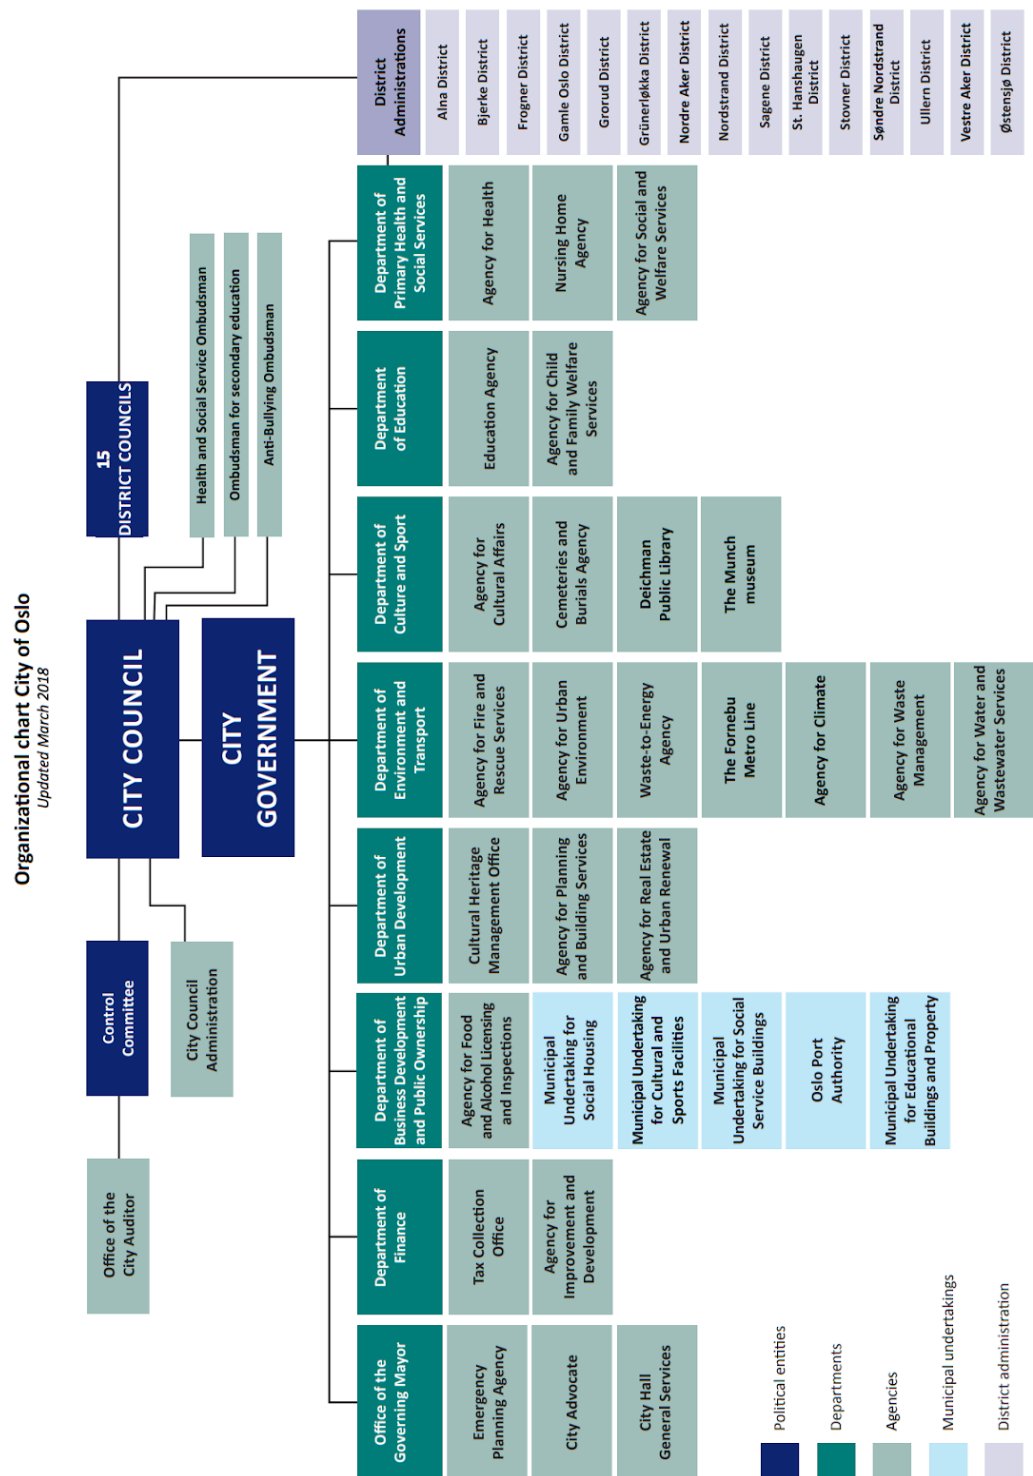 Organizational chart City of Oslo
Updated March 2018
Office of the
City Auditor
Control
Committee
CITY COUNCIL
15
DISTRICT COUNCILS
City Council
Administration
Health and Social Service Ombudsman
Ombudsman for secondary education
Anti-Bullying Ombudsman
CITY
GOVERNMENT
Office of the
Governing Mayor
Emergency
Planning Agency
City Advocate
City Hall
General Services
Department of
Finance
Tax Collection
Office
Agency for
Improvement and
Development
Department of
Business Development
and Public Ownership
Agency for Food
and Alcohol Licensing
and Inspections
Municipal
Undertaking for
Social Housing
Municipal Undertaking
for Cultural and
Sports Facilities
Municipal
Undertaking for Social
Service Buildings
Oslo Port
Authority
Municipal Undertaking
for Educational
Buildings and Property
Department of
Urban Development
Cultural Heritage
Management Office
Agency for Planning
and Building Services
Agency for Real Estate
and Urban Renewal
Department of
Environment and
Transport
Agency for Fire and
Rescue Services
Agency for Urban
Environment
Waste-to-Energy
Agency
The Fornebu
Metro Line
Agency for Climate
Agency for Waste
Management
Agency for Water and
Wastewater Services
Department of
Culture and Sport
Agency for
Cultural Affairs
Cemeteries and
Burials Agency
Deichman
Public Library
The Munch
museum
Department
of Education
Education Agency
Agency for Child
and Family Welfare
Services
Department of
Primary Health and
Social Services
Agency for Health
Nursing Home
Agency
Agency for Social and
Welfare Services
District
Administrations
Alna District
Bjerke District
Frogner District
Gamle Oslo District
Grorud District
Grünerløkka District
Nordre Aker District
Nordstrand District
Sagene District
St. Hanshaugen
District
Stovner District
Søndre Nordstrand
District
Ullern District
Vestre Aker District
Østensjø District
Political entities
Departments
Agencies
Municipal undertakings
District administration